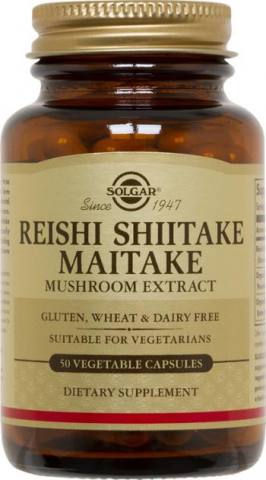 SOLGAR®
Since 1947
REISHI SHIITAKE
MAITAKE
MUSHROOM EXTRACT
GLUTEN, WHEAT & DAIRY FREE
SUITABLE FOR VEGETARIANS
50 VEGETABLE CAPSULES
DIETARY SUPPLEMENT